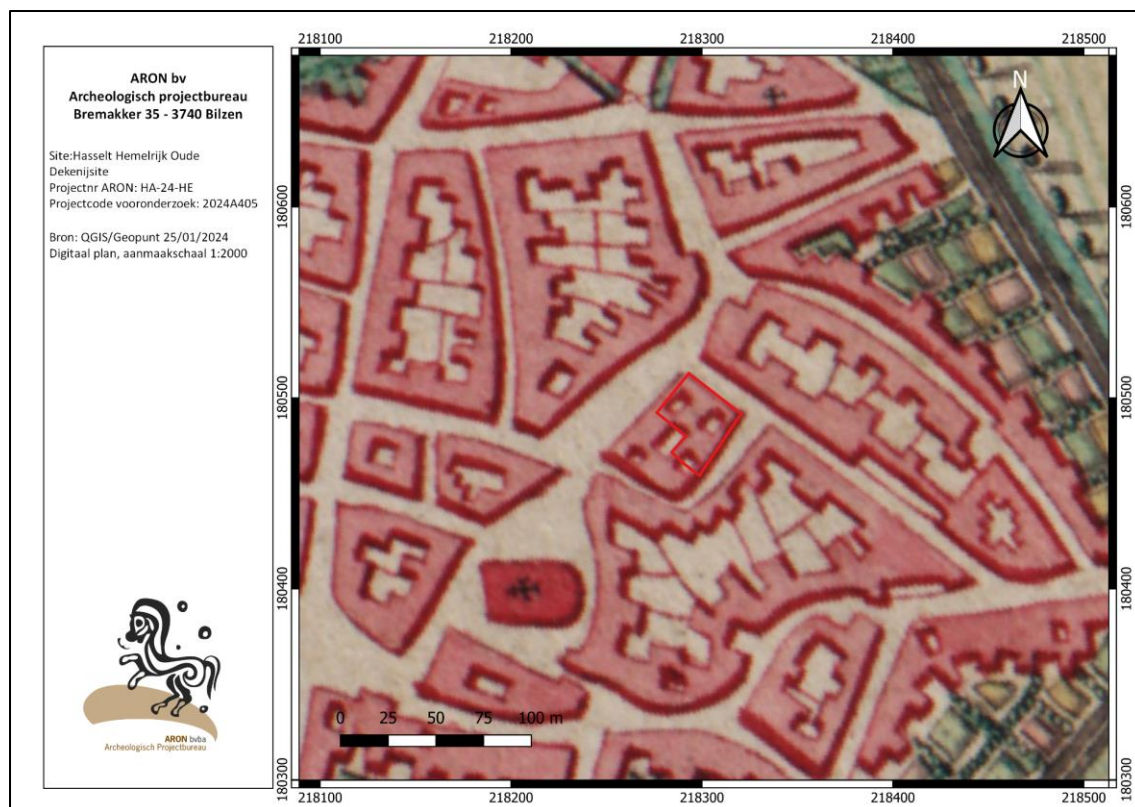 ARON bv
Archeologisch projectbureau
Bremakker 35 - 3740 Bilzen
Site:Hasselt Hemelrijk Oude
Dekenijsite
Projectnr ARON: HA-24-HE
Projectcode vooronderzoek: 2024A405
Bron: QGIS/Geopunt 25/01/2024
Digitaal plan, aanmaakschaal 1:2000
ARON bvba
Archeologisch Projectbureau
218100 218200 218300 218400 218500
N
180600 180600
180500 180500
180400 180400
0 25 50 75 100 m
180300 180300
218100 218200 218300 218400 218500